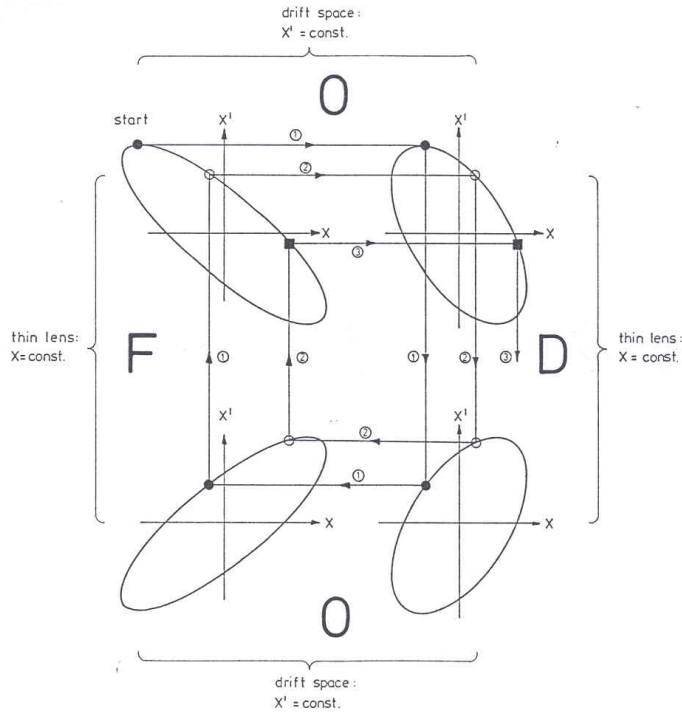 drift space:
X' = const.
O
start
X'
①
X'
②
X
③
X
thin lens:
X=const.
F
①
②
①
②
③
D
thin lens:
X = const.
X'
②
X'
①
X
X
O
drift space:
X' = const.